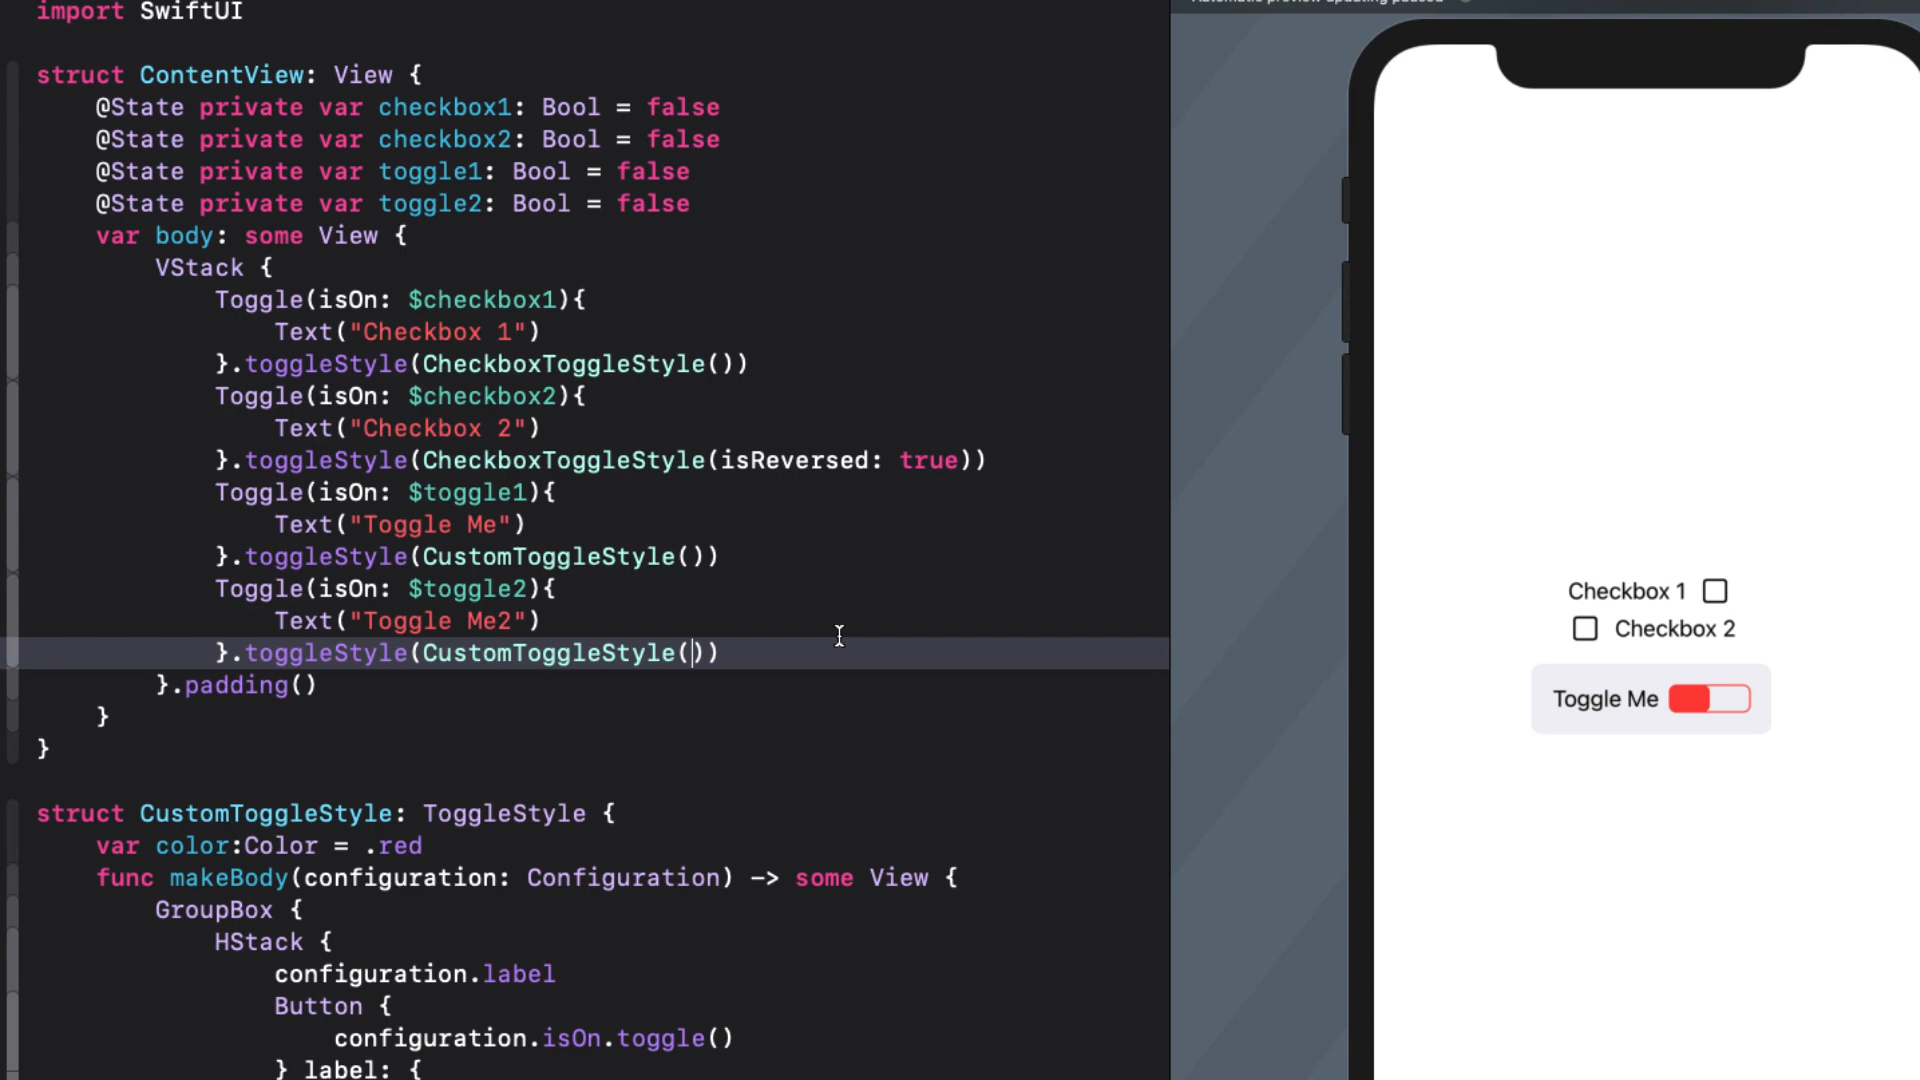 import SwiftUI
Automatic preview updating paused
struct ContentView: View {
@State private var checkbox1: Bool = false
@State private var checkbox2: Bool = false
@State private var toggle1: Bool = false
@State private var toggle2: Bool = false
var body: some View {
VStack {
Toggle(isOn: $checkbox1){
Text("Checkbox 1")
}.toggleStyle(CheckboxToggleStyle())
Toggle(isOn: $checkbox2){
Text("Checkbox 2")
}.toggleStyle(CheckboxToggleStyle(isReversed: true))
Toggle(isOn: $toggle1){
Text("Toggle Me")
}.toggleStyle(CustomToggleStyle())
Toggle(isOn: $toggle2){
Text("Toggle Me2")
}.toggleStyle(CustomToggleStyle())
}.padding()
}
}
struct CustomToggleStyle: ToggleStyle {
var color:Color = .red
func makeBody(configuration: Configuration) -> some View {
GroupBox {
HStack {
configuration.label
Button {
configuration.isOn.toggle()
} label: {
Checkbox 1
Checkbox 2
Toggle Me